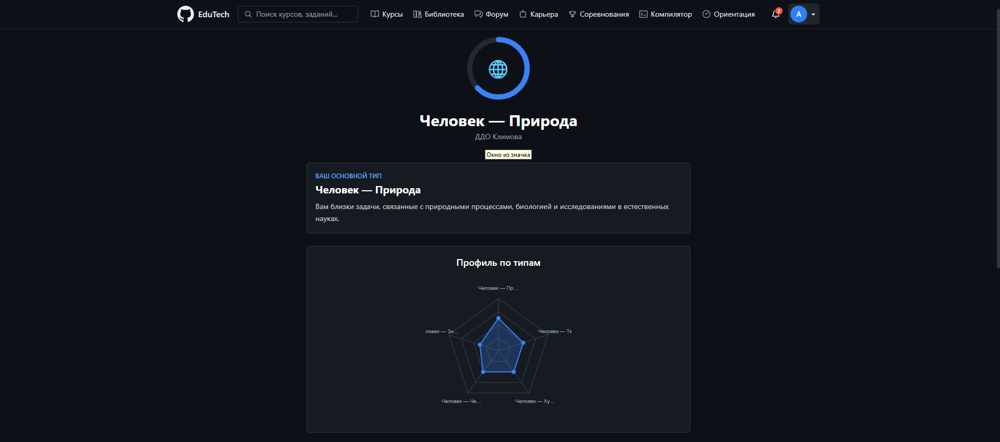 EduTech
Поиск курсов, заданий...
Курсы
Библиотека
Форум
Карьера
Соревнования
Компилятор
Ориентация
7
A
Человек — Природа
ДДО Климова
Окно из значка
ВАШ ОСНОВНОЙ ТИП
Человек — Природа
Вам близки задачи, связанные с природными процессами, биологией и исследованиями в естественных
науках.
Профиль по типам
Человек — Пр...
ловек — Зн...
Человек — Те
Человек — Че...
Человек — Ху...